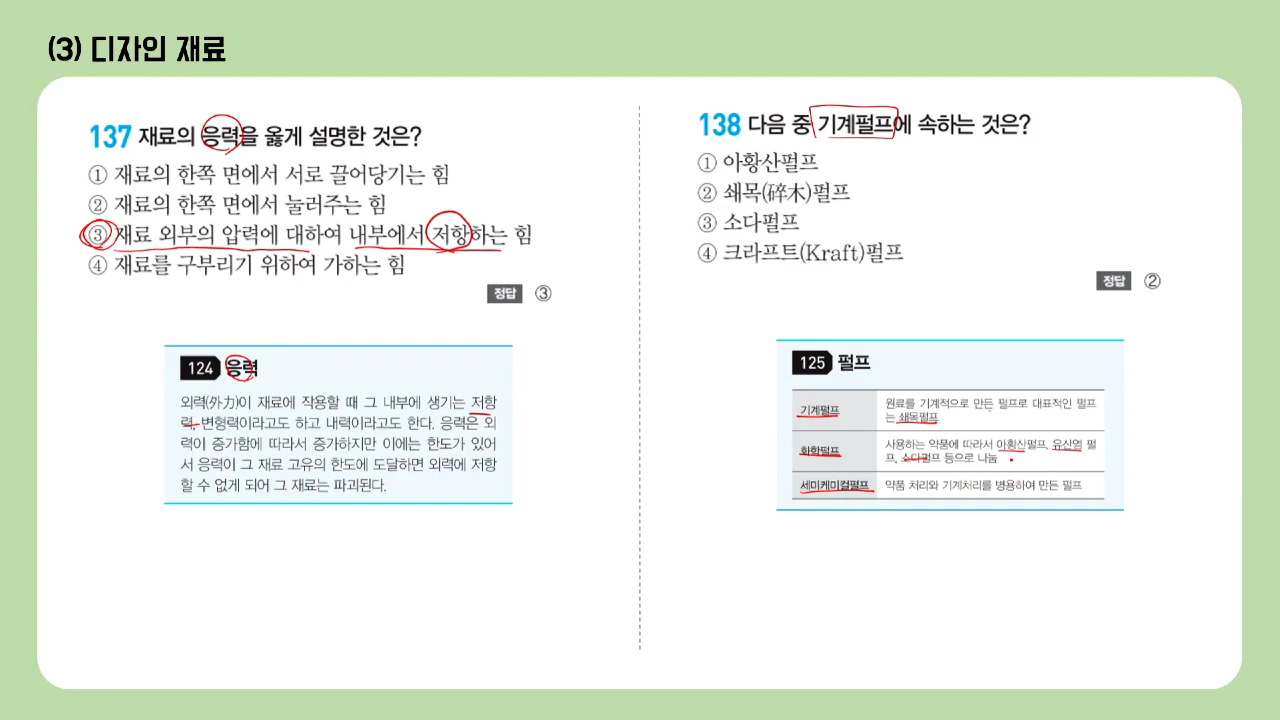 (3) 디자인 재료
137 재료의 응력을 옳게 설명한 것은?
① 재료의 한쪽 면에서 서로 끌어당기는 힘
② 재료의 한쪽 면에서 눌러주는 힘
③ 재료 외부의 압력에 대하여 내부에서 저항하는 힘
④ 재료를 구부리기 위하여 가하는 힘
정답 ③
124 응력
외력(外力)이 재료에 작용할 때 그 내부에 생기는 저항
력, 변형력이라고도 하고 내력이라고도 한다. 응력은 외
력이 증가함에 따라서 증가하지만 이에는 한도가 있어
서 응력이 그 재료 고유의 한도에 도달하면 외력에 저항
할 수 없게 되어 그 재료는 파괴된다.
138 다음 중 기계펄프에 속하는 것은?
① 아황산펄프
② 쇄목(碎木)펄프
③ 소다펄프
④ 크라프트(Kraft)펄프
정답 ②
125 펄프
기계펄프
원료를 기계적으로 만든 펄프로 대표적인 펄프
는 쇄목펄프
화학펄프
사용하는 약품에 따라서 아황산펄프, 유산염 펄
프, 소다펄프 등으로 나눔
세미케미컬펄프
약품 처리와 기계처리를 병용하여 만든 펄프